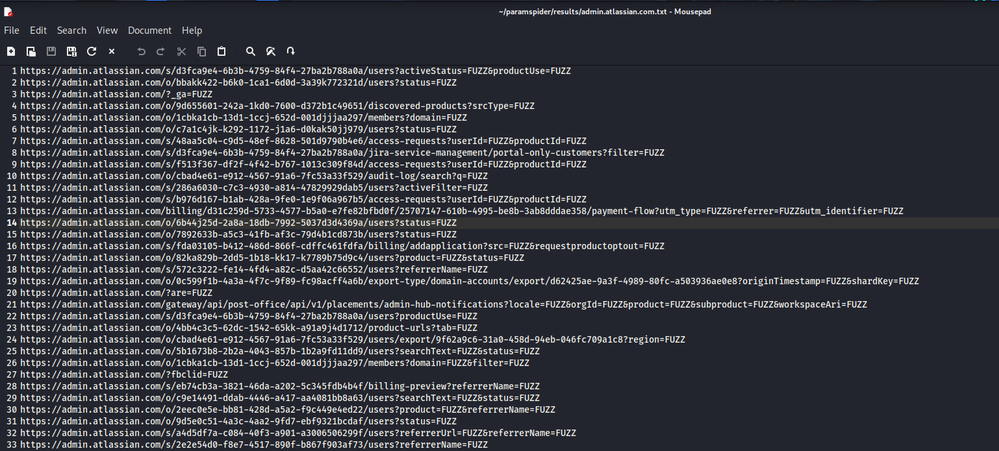 ~/paramspider/results/admin.atlassian.com.txt - Mousepad
File Edit Search View Document Help
1 https://admin.atlassian.com/s/d3fca9e4-6b3b-4759-84f4-27ba2b788a0a/users?activeStatus=FUZZ&productUse=FUZZ
2 https://admin.atlassian.com/o/bbakk422-b6k0-1ca1-6d0d-3a39k772321d/users?status=FUZZ
3 https://admin.atlassian.com/?_ga=FUZZ
4 https://admin.atlassian.com/o/9d655601-242a-1kd0-7600-d372b1c49651/discovered-products?srcType=FUZZ
5 https://admin.atlassian.com/o/1cbka1cb-13d1-1ccj-652d-001djjjaa297/members?domain=FUZZ
6 https://admin.atlassian.com/o/c7a1c4jk-k292-1172-j1a6-d0kak50jj979/users?status=FUZZ
7 https://admin.atlassian.com/s/48aa5c04-c9d5-48ef-8628-501d9790b4e6/access-requests?userId=FUZZ&productId=FUZZ
8 https://admin.atlassian.com/s/d3fca9e4-6b3b-4759-84f4-27ba2b788a0a/jira-service-management/portal-only-customers?filter=FUZZ
9 https://admin.atlassian.com/s/f513f367-df2f-4f42-b767-1013c309f84d/access-requests?userId=FUZZ&productId=FUZZ
10 https://admin.atlassian.com/o/cbad4e61-e912-4567-91a6-7fc53a33f529/audit-log/search?q=FUZZ
11 https://admin.atlassian.com/s/286a6030-c7c3-4930-a814-47829929dab5/users?activeFilter=FUZZ
12 https://admin.atlassian.com/s/b976d167-b1ab-428a-9fe0-1e9f06a967b5/access-requests?userId=FUZZ&productId=FUZZ
13 https://admin.atlassian.com/billing/d31c259d-5733-4577-b5a0-e7fe82bfbd0f/25707147-610b-4995-be8b-3ab8dddae358/payment-flow?utm_type=FUZZ&referrer=FUZZ&utm_identifier=FUZZ
14 https://admin.atlassian.com/o/6b44j25d-2a8a-18db-7992-5037d3d4369a/users?status=FUZZ
15 https://admin.atlassian.com/o/7892633b-a5c3-41fb-af3c-79d4b1cd873b/users?status=FUZZ
16 https://admin.atlassian.com/s/fda03105-b412-486d-866f-cdffc461fdfa/billing/addapplication?src=FUZZ&requestproductoptout=FUZZ
17 https://admin.atlassian.com/o/82ka829b-2dd5-1b18-kk17-k7789b75d9c4/users?product=FUZZ&status=FUZZ
18 https://admin.atlassian.com/s/572c3222-fe14-4fd4-a82c-d5aa42c66552/users?referrerName=FUZZ
19 https://admin.atlassian.com/o/0c599f1b-4a3a-4f7c-9f89-fc98acff4a6b/export-type/domain-accounts/export/d62425ae-9a3f-4989-80fc-a503936ae0e8?originTimestamp=FUZZ&shardKey=FUZZ
20 https://admin.atlassian.com/?are=FUZZ
21 https://admin.atlassian.com/gateway/api/post-office/api/v1/placements/admin-hub-notifications?locale=FUZZ&orgId=FUZZ&product=FUZZ&subproduct=FUZZ&workspaceAri=FUZZ
22 https://admin.atlassian.com/s/d3fca9e4-6b3b-4759-84f4-27ba2b788a0a/users?productUse=FUZZ
23 https://admin.atlassian.com/o/4bb4c3c5-62dc-1542-65kk-a91a9j4d1712/product-urls?tab=FUZZ
24 https://admin.atlassian.com/o/cbad4e61-e912-4567-91a6-7fc53a33f529/users/export/9f62a9c6-31a0-458d-94eb-046fc709a1c8?region=FUZZ
25 https://admin.atlassian.com/o/5b1673b8-2b2a-4043-857b-1b2a9fd11dd9/users?searchText=FUZZ&status=FUZZ
26 https://admin.atlassian.com/o/1cbka1cb-13d1-1ccj-652d-001djjjaa297/members?domain=FUZZ&filter=FUZZ
27 https://admin.atlassian.com/?fbclid=FUZZ
28 https://admin.atlassian.com/s/eb74cb3a-3821-46da-a202-5c345fdb4b4f/billing-preview?referrerName=FUZZ
29 https://admin.atlassian.com/o/c9e14491-ddab-4446-a417-aa4081bb8a63/users?searchText=FUZZ&status=FUZZ
30 https://admin.atlassian.com/o/2eec0e5e-bb81-428d-a5a2-f9c449e4ed22/users?product=FUZZ&referrerName=FUZZ
31 https://admin.atlassian.com/o/9d5e0c51-4a3c-4aa2-9fd7-ebf9321bcdaf/users?status=FUZZ
32 https://admin.atlassian.com/s/a4d5df7a-c084-40f3-a901-a3006506299f/users?referrerUrl=FUZZ&referrerName=FUZZ
33 https://admin.atlassian.com/s/2e2e54d0-f8e7-4517-890f-b867f903af73/users?referrerName=FUZZ